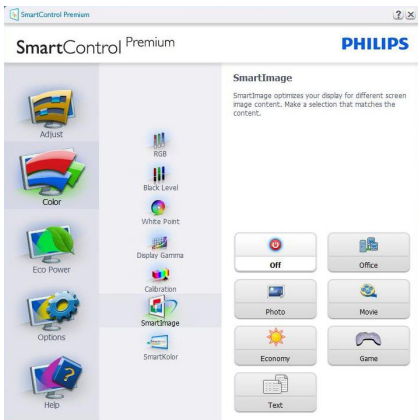 SmartControl Premium
SmartControl Premium
PHILIPS
Adjust
Color
Eco Power
Options
Help
RGB
Black Level
White Point
Display Gamma
Calibration
SmartImage
SmartKolor
SmartImage
SmartImage optimizes your display for different screen
image content. Make a selection that matches the
content.
Off
Office
Photo
Movie
Economy
Game
Text